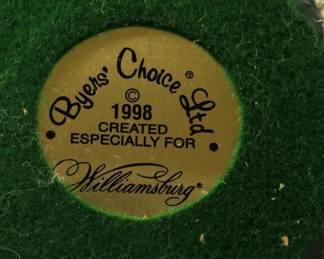 • Byers' Choice® Ltd •
©
1998
CREATED
ESPECIALLY FOR
Williamsburg®